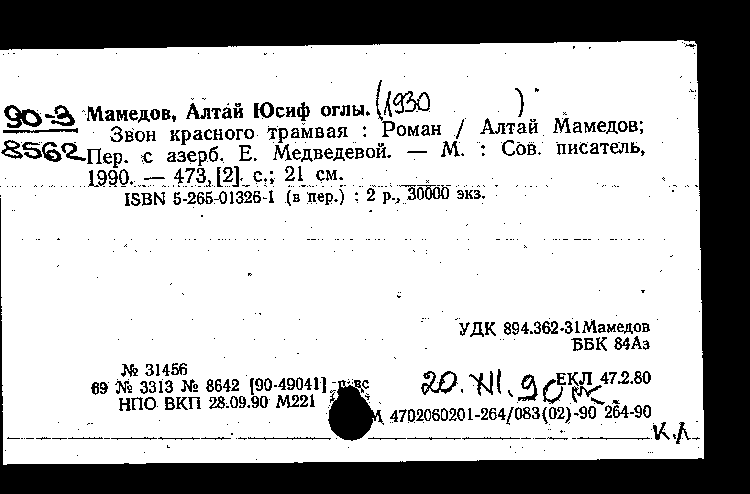 90-3
8562
Мамедов, Алтай Юсиф оглы. (1930 )
Звон красного трамвая : Роман / Алтай Мамедов;
Пер. с азерб. Е. Медведевой. — М. : Сов. писатель,
1990. — 473, [2] с.; 21 см.
ISBN 5-265-01326-1 (в пер.) : 2 р., 30000 экз.
УДК 894.362-31Мамедов
ББК 84Аз
№ 31456
69 № 3313 № 8642 [90-49041] п вс
НПО ВКП 28.09.90 М221
20. XII. 90
ЕКЛ 47.2.80
М 4702060201-264/083(02)-90 264-90
К.Л